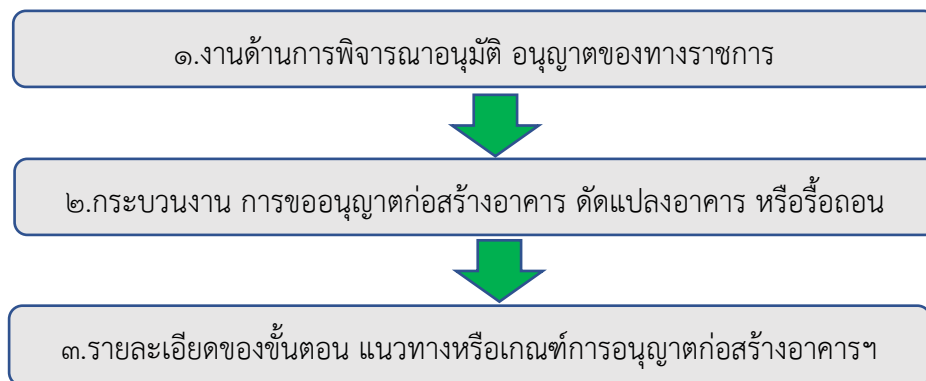 ๑.งานด้านการพิจารณาอนุมัติ อนุญาตของทางราชการ
๒.กระบวนงาน การขออนุญาตก่อสร้างอาคาร ดัดแปลงอาคาร หรือรื้อถอน
๓.รายละเอียดของขั้นตอน แนวทางหรือเกณฑ์การอนุญาตก่อสร้างอาคารฯ